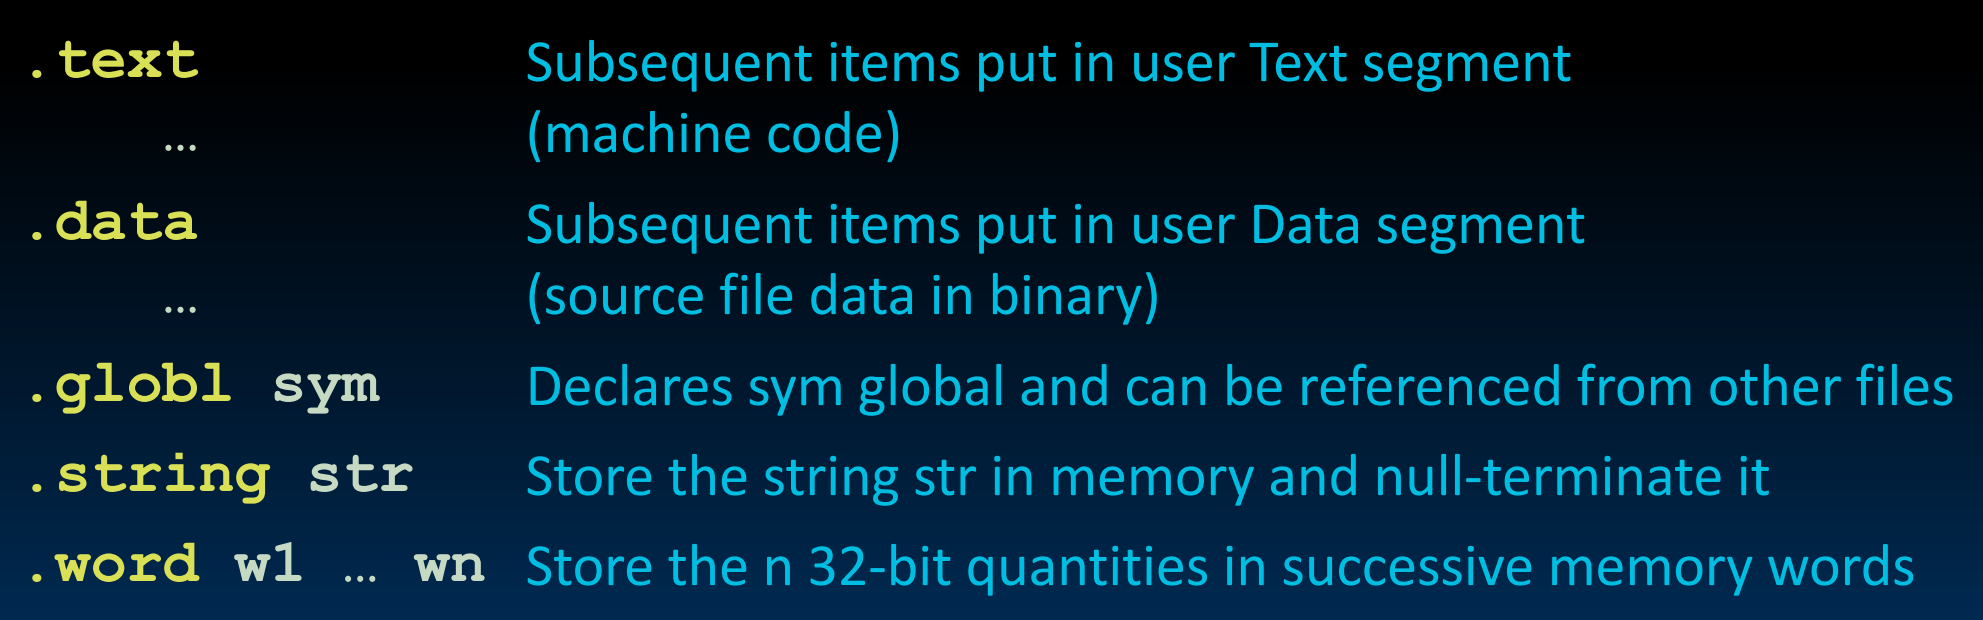 .text Subsequent items put in user Text segment
… (machine code)
.data Subsequent items put in user Data segment
… (source file data in binary)
.globl sym Declares sym global and can be referenced from other files
.string str Store the string str in memory and null-terminate it
.word w1 … wn Store the n 32-bit quantities in successive memory words